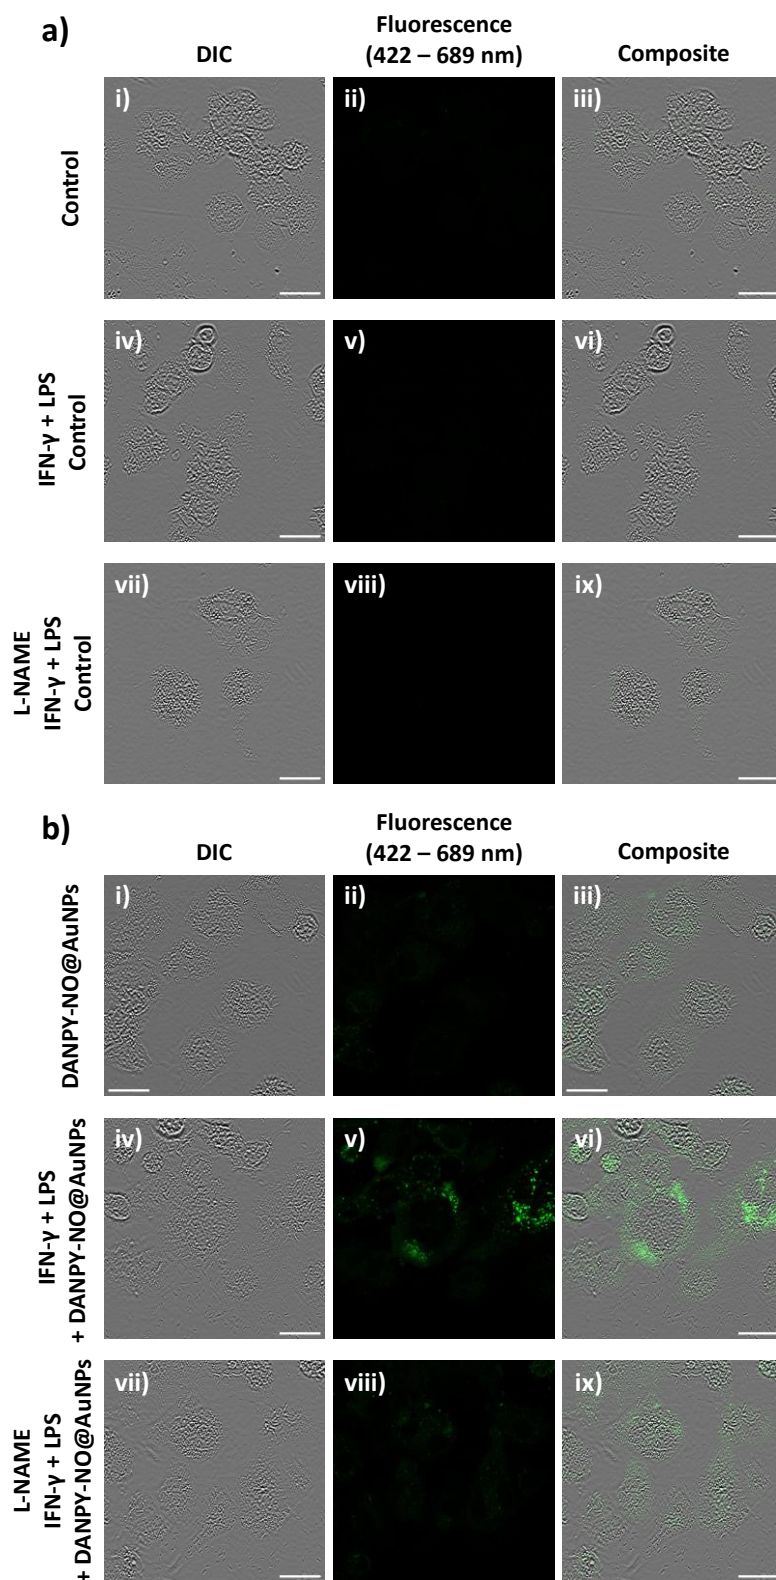 a)
DIC
Fluorescence
(422 – 689 nm)
Composite
Control
i)
ii)
iii)
IFN-γ + LPS
Control
iv)
v)
vi)
L-NAME
IFN-γ + LPS
Control
vii)
viii)
ix)
b)
DIC
Fluorescence
(422 – 689 nm)
Composite
DANPY-NO@AuNPs
i)
ii)
iii)
IFN-γ + LPS
+ DANPY-NO@AuNPs
iv)
v)
vi)
L-NAME
IFN-γ + LPS
+ DANPY-NO@AuNPs
vii)
viii)
ix)